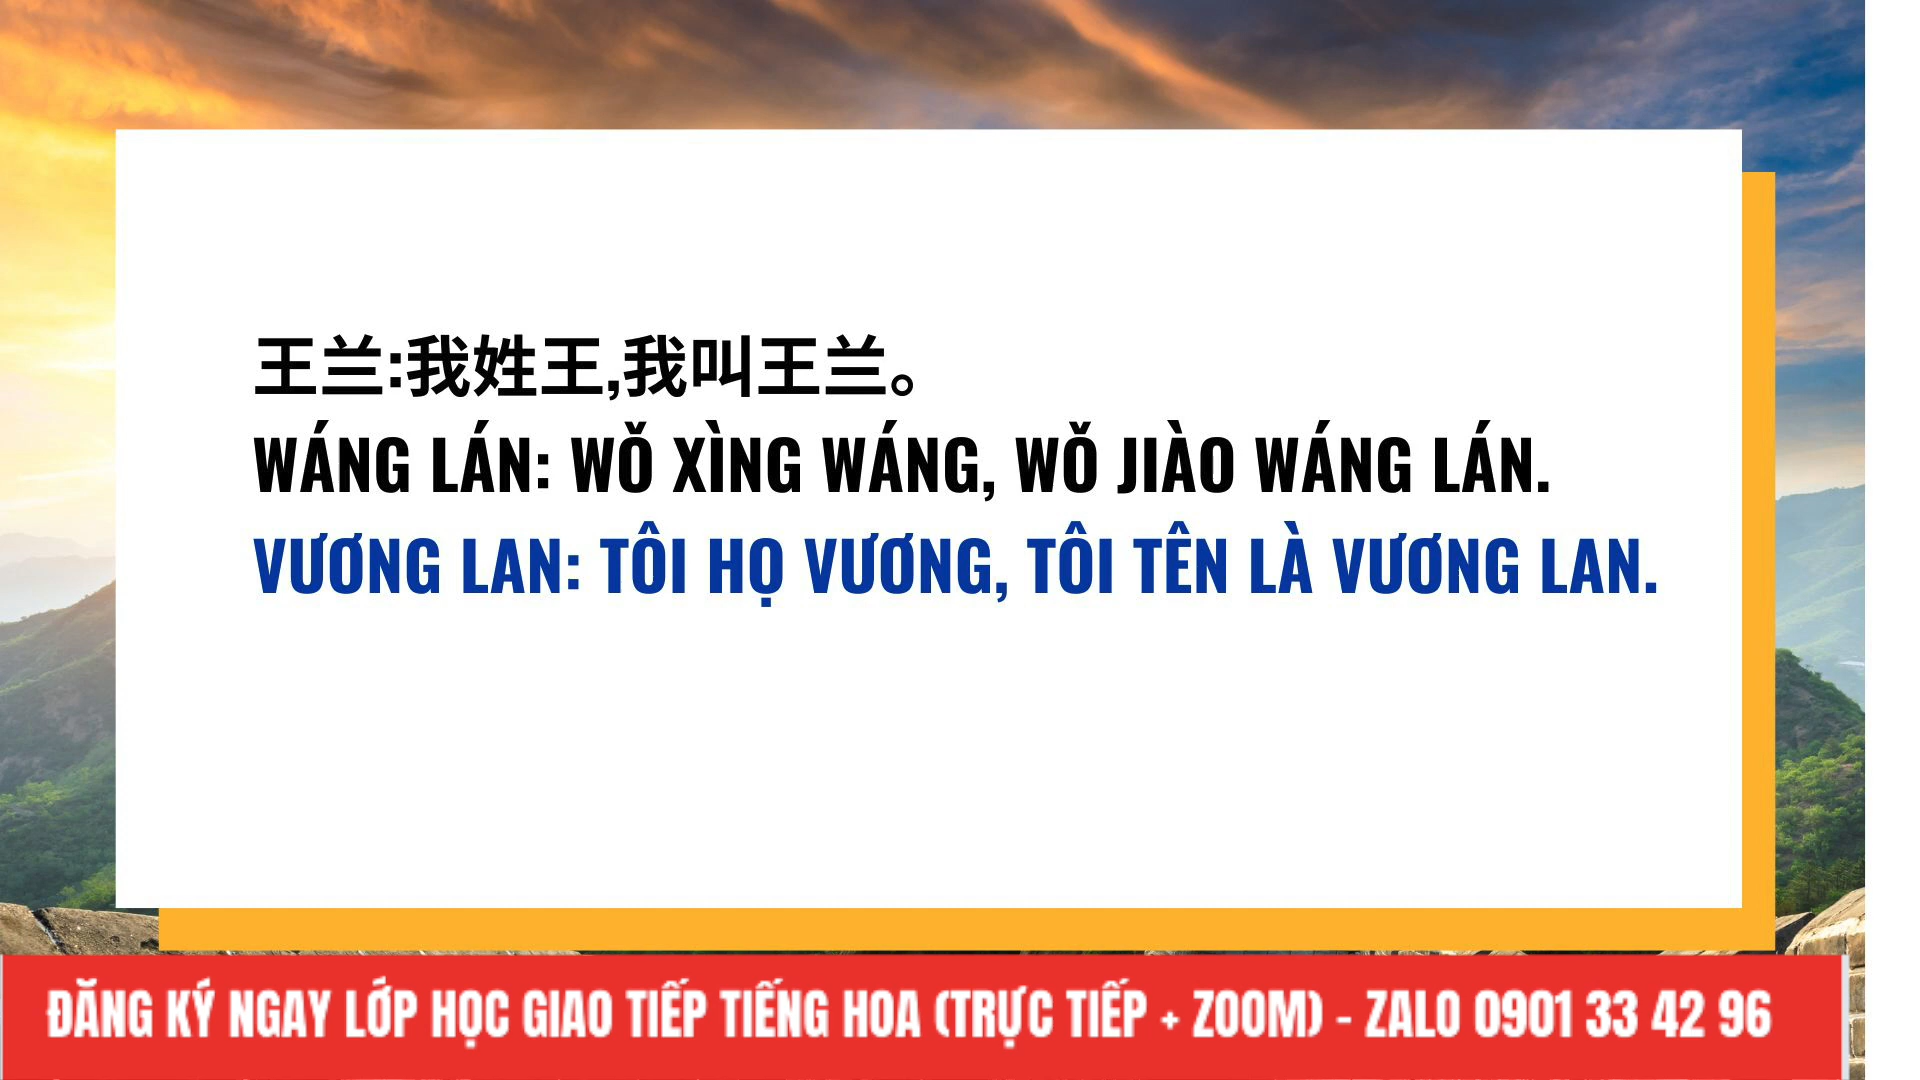 王兰:我姓王,我叫王兰。
WÁNG LÁN: WǑ XÌNG WÁNG, WǑ JIÀO WÁNG LÁN.
VƯƠNG LAN: TÔI HỌ VƯƠNG, TÔI TÊN LÀ VƯƠNG LAN.
ĐĂNG KÝ NGAY LỚP HỌC GIAO TIẾP TIẾNG HOA (TRỰC TIẾP + ZOOM) - ZALO 0901 33 42 96